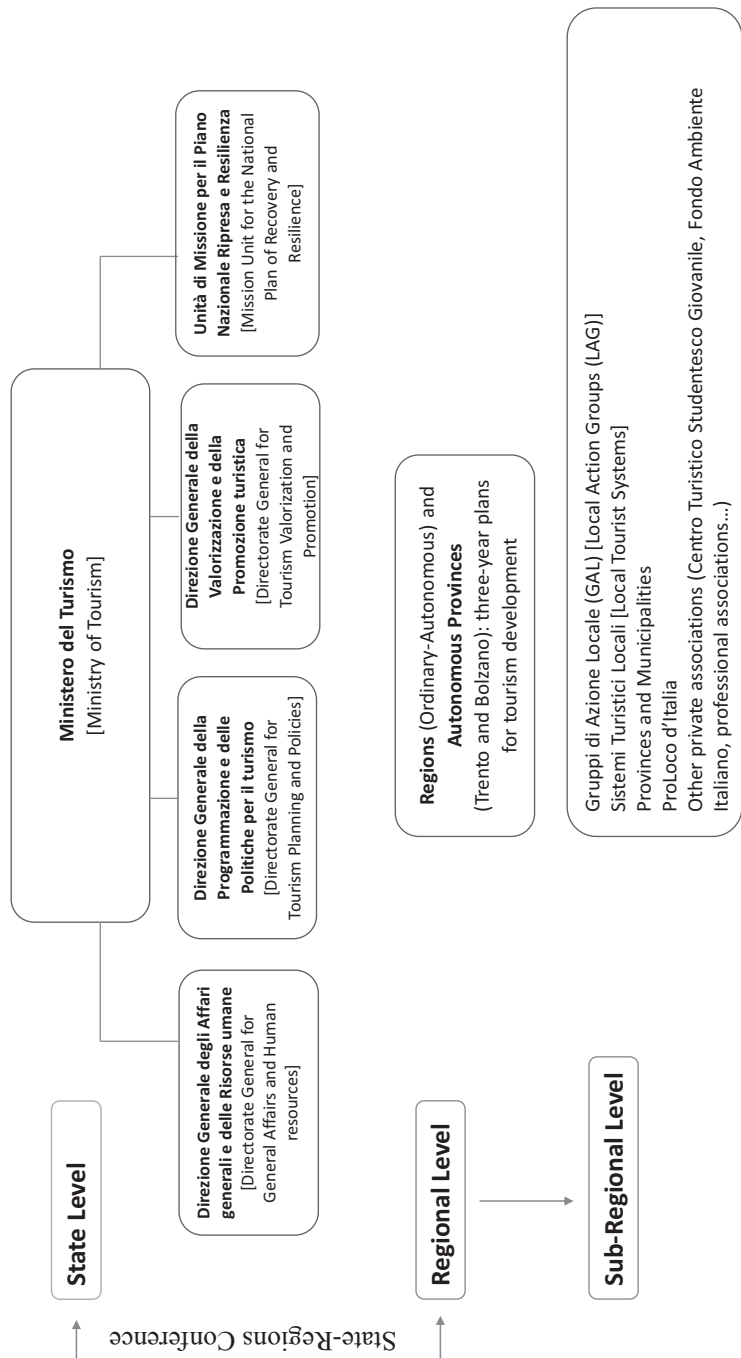 State Level
Ministero del Turismo
[Ministry of Tourism]
Direzione Generale degli Affari
generali e delle Risorse umane
[Directorate General for
General Affairs and Human
resources]
Direzione Generale della
Programmazione e delle
Politiche per il turismo
[Directorate General for
Tourism Planning and Policies]
Direzione Generale della
Valorizzazione e della
Promozione turistica
[Directorate General for
Tourism Valorization and
Promotion]
Unità di Missione per il Piano
Nazionale Ripresa e Resilienza
[Mission Unit for the National
Plan of Recovery and
Resilience]
State-Regions Conference
Regional Level
Regions (Ordinary-Autonomous) and
Autonomous Provinces
(Trento and Bolzano): three-year plans
for tourism development
Sub-Regional Level
Gruppi di Azione Locale (GAL) [Local Action Groups (LAG)]
Sistemi Turistici Locali [Local Tourist Systems]
Provinces and Municipalities
ProLoco d’Italia
Other private associations (Centro Turistico Studentesco Giovanile, Fondo Ambiente
Italiano, professional associations…)